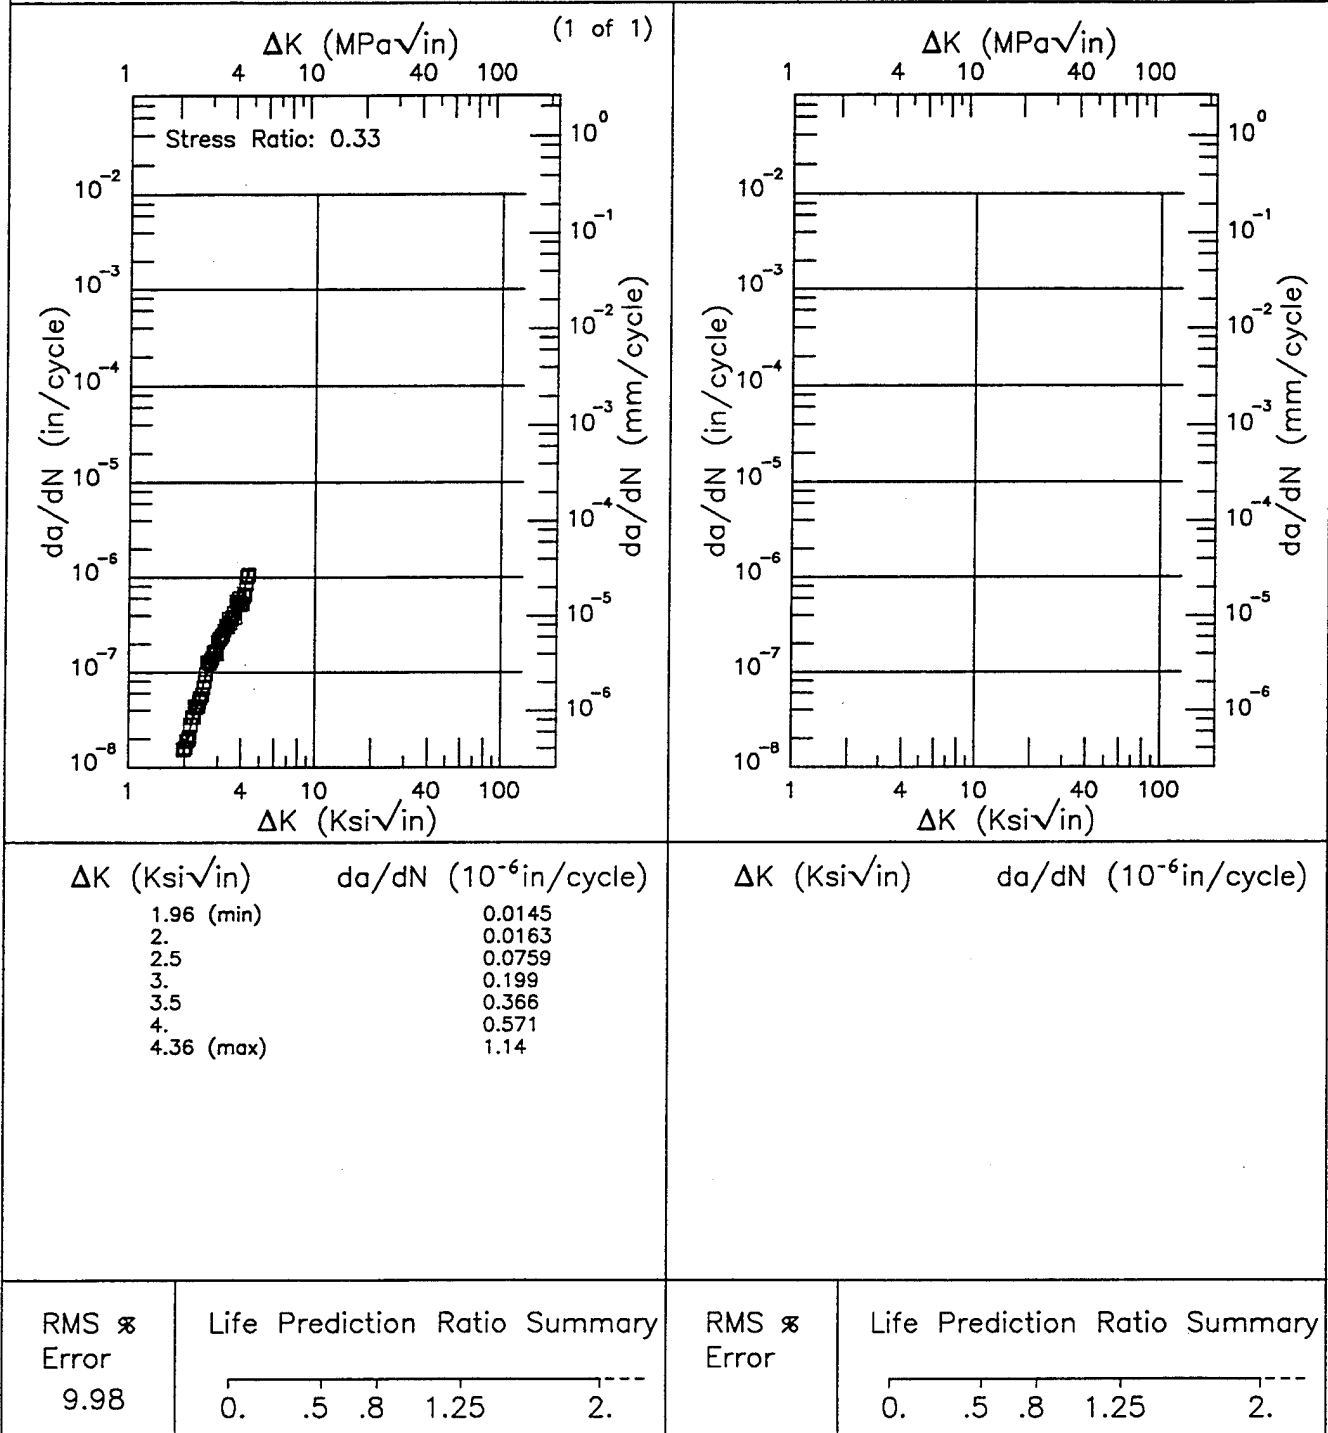 (1 of 1)
ΔK (MPa√in)
1 4 10 40 100
Stress Ratio: 0.33
10⁰
10⁻²
10⁻¹
10⁻³
10⁻²
10⁻⁴
10⁻³
10⁻⁵
10⁻⁴
10⁻⁶
10⁻⁵
10⁻⁷
10⁻⁶
10⁻⁸
da/dN (in/cycle)
da/dN (mm/cycle)
1 4 10 40 100
ΔK (Ksi√in)
ΔK (MPa√in)
1 4 10 40 100
10⁰
10⁻²
10⁻¹
10⁻³
10⁻²
10⁻⁴
10⁻³
10⁻⁵
10⁻⁴
10⁻⁶
10⁻⁵
10⁻⁷
10⁻⁶
10⁻⁸
da/dN (in/cycle)
da/dN (mm/cycle)
1 4 10 40 100
ΔK (Ksi√in)
ΔK (Ksi√in) da/dN (10⁻⁶in/cycle)
1.96 (min) 0.0145
2. 0.0163
2.5 0.0759
3. 0.199
3.5 0.366
4. 0.571
4.36 (max) 1.14
ΔK (Ksi√in) da/dN (10⁻⁶in/cycle)
RMS %
Error
9.98
Life Prediction Ratio Summary
0. .5 .8 1.25 2.
RMS %
Error
Life Prediction Ratio Summary
0. .5 .8 1.25 2.